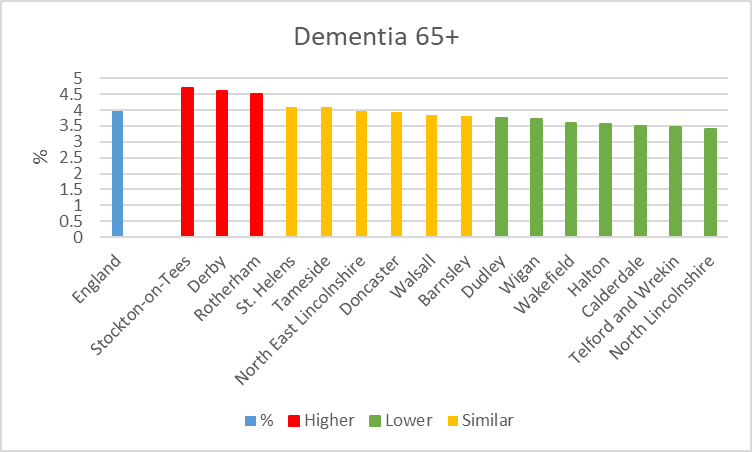 Dementia 65+
%
5
4.5
4
3.5
3
2.5
2
1.5
1
0.5
0
England
Stockton-on-Tees
Derby
Rotherham
St. Helens
Tameside
North East Lincolnshire
Doncaster
Walsall
Barnsley
Dudley
Wigan
Wakefield
Halton
Calderdale
Telford and Wrekin
North Lincolnshire
% Higher Lower Similar